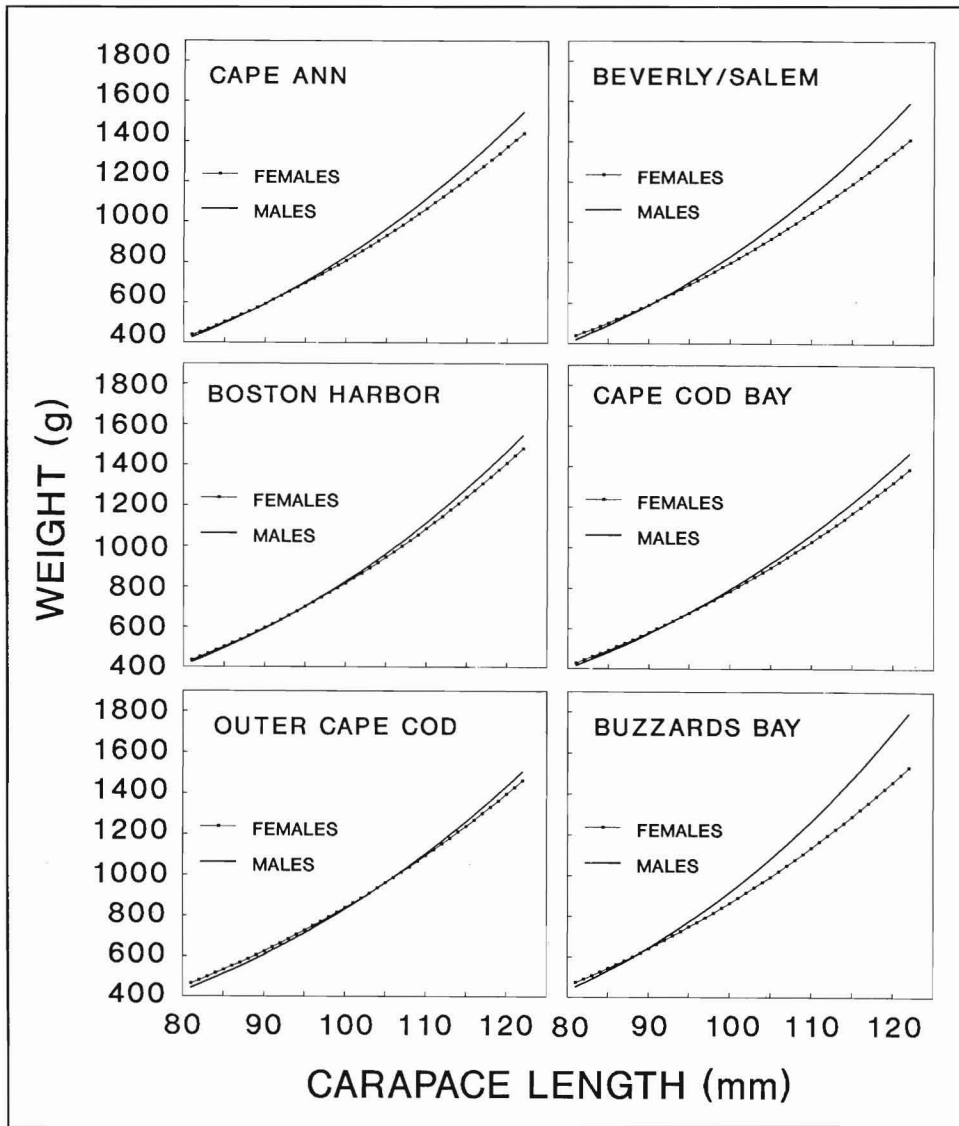 WEIGHT (g)
1800
1600
1400
1200
1000
800
600
400
CAPE ANN
FEMALES
MALES
BEVERLY/SALEM
FEMALES
MALES
1800
1600
1400
1200
1000
800
600
400
BOSTON HARBOR
FEMALES
MALES
CAPE COD BAY
FEMALES
MALES
1800
1600
1400
1200
1000
800
600
400
OUTER CAPE COD
FEMALES
MALES
BUZZARDS BAY
FEMALES
MALES
80 90 100 110 120 80 90 100 110 120
CARAPACE LENGTH (mm)